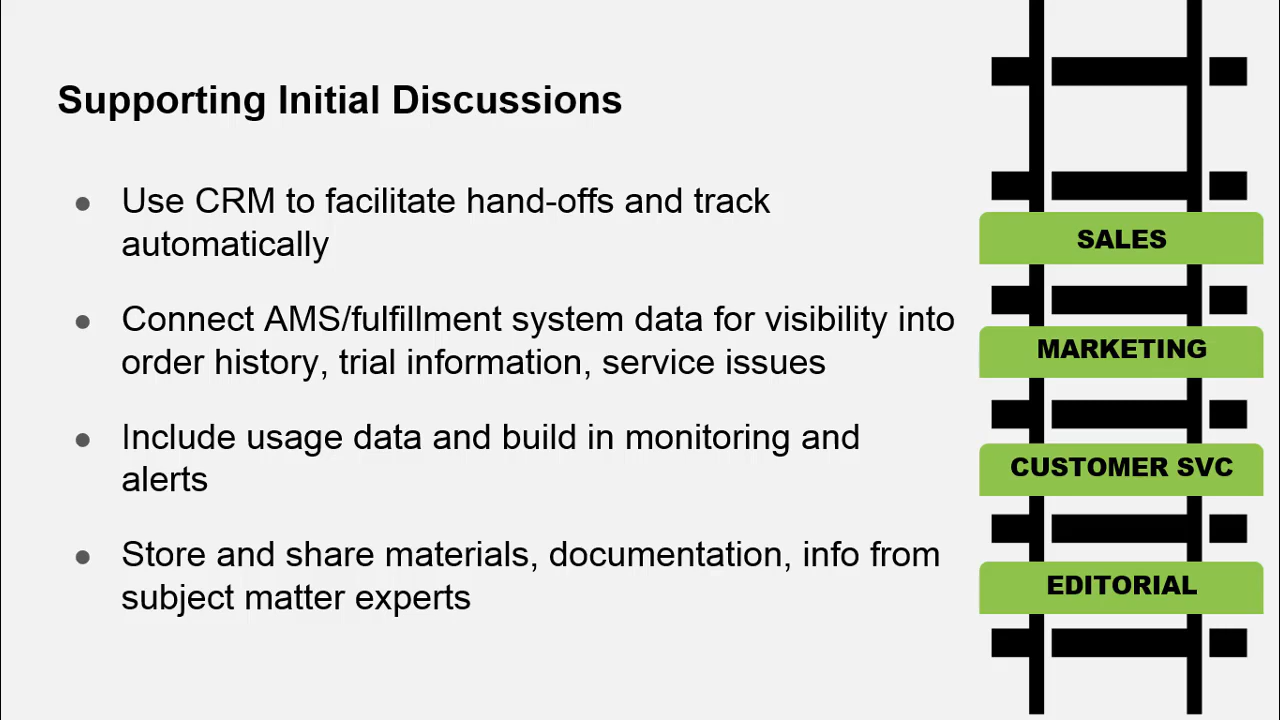 Supporting Initial Discussions
● Use CRM to facilitate hand-offs and track
automatically
● Connect AMS/fulfillment system data for visibility into
order history, trial information, service issues
● Include usage data and build in monitoring and
alerts
● Store and share materials, documentation, info from
subject matter experts
SALES
MARKETING
CUSTOMER SVC
EDITORIAL